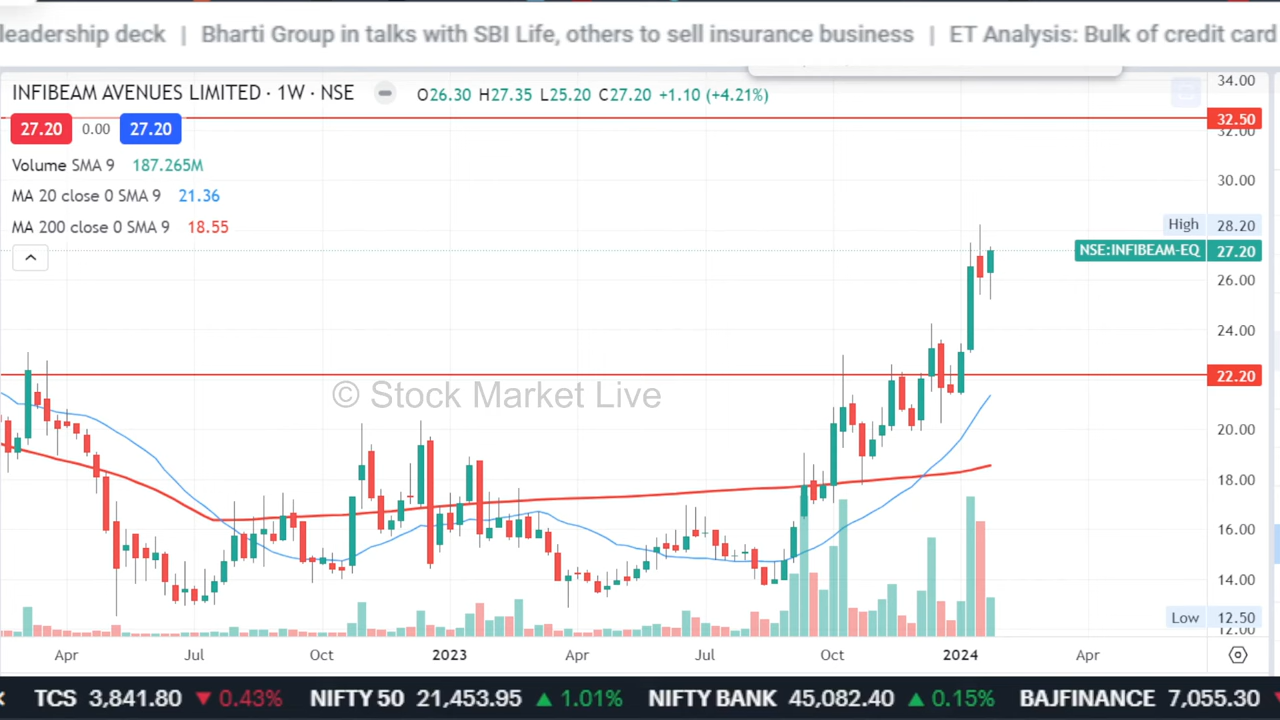 leadership deck | Bharti Group in talks with SBI Life, others to sell insurance business | ET Analysis: Bulk of credit card
INFIBEAM AVENUES LIMITED · 1W · NSE O26.30 H27.35 L25.20 C27.20 +1.10 (+4.21%)
34.00
27.20 0.00 27.20
32.50
32.00
Volume SMA 9 187.265M
30.00
MA 20 close 0 SMA 9 21.36
MA 200 close 0 SMA 9 18.55
High 28.20
NSE:INFIBEAM-EQ 27.20
26.00
24.00
22.20
© Stock Market Live
20.00
18.00
16.00
14.00
Low 12.50
12.00
Apr Jul Oct 2023 Apr Jul Oct 2024 Apr
TCS 3,841.80 ▼ 0.43% NIFTY 50 21,453.95 ▲ 1.01% NIFTY BANK 45,082.40 ▲ 0.15% BAJFINANCE 7,055.30